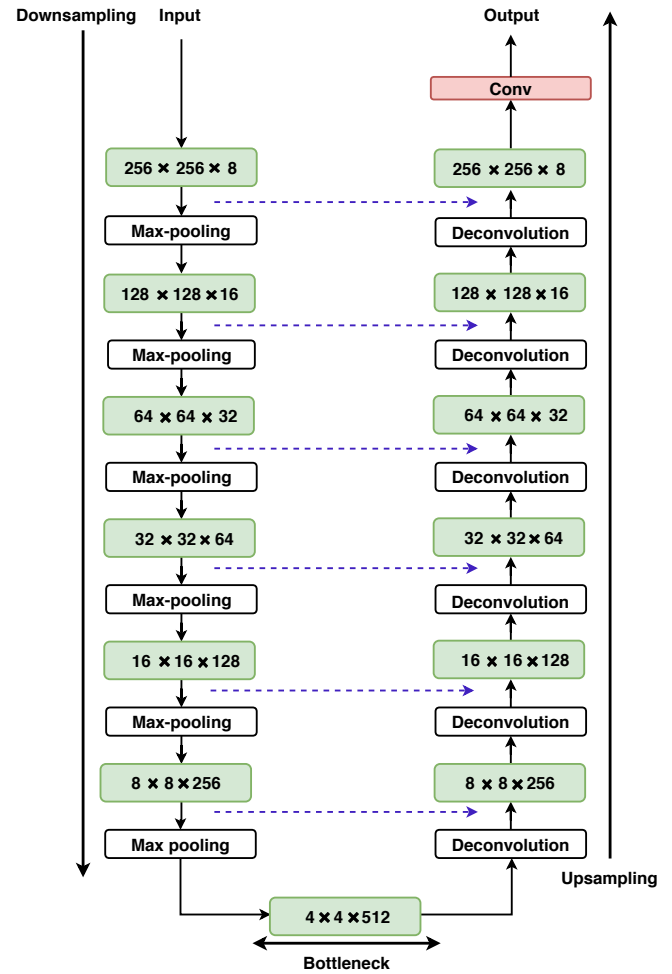 Downsampling
Input
256 × 256 × 8
Max-pooling
128 × 128 × 16
Max-pooling
64 × 64 × 32
Max-pooling
32 × 32 × 64
Max-pooling
16 × 16 × 128
Max-pooling
8 × 8 × 256
Max pooling
4 × 4 × 512
Bottleneck
Output
Conv
256 × 256 × 8
Deconvolution
128 × 128 × 16
Deconvolution
64 × 64 × 32
Deconvolution
32 × 32 × 64
Deconvolution
16 × 16 × 128
Deconvolution
8 × 8 × 256
Deconvolution
Upsampling